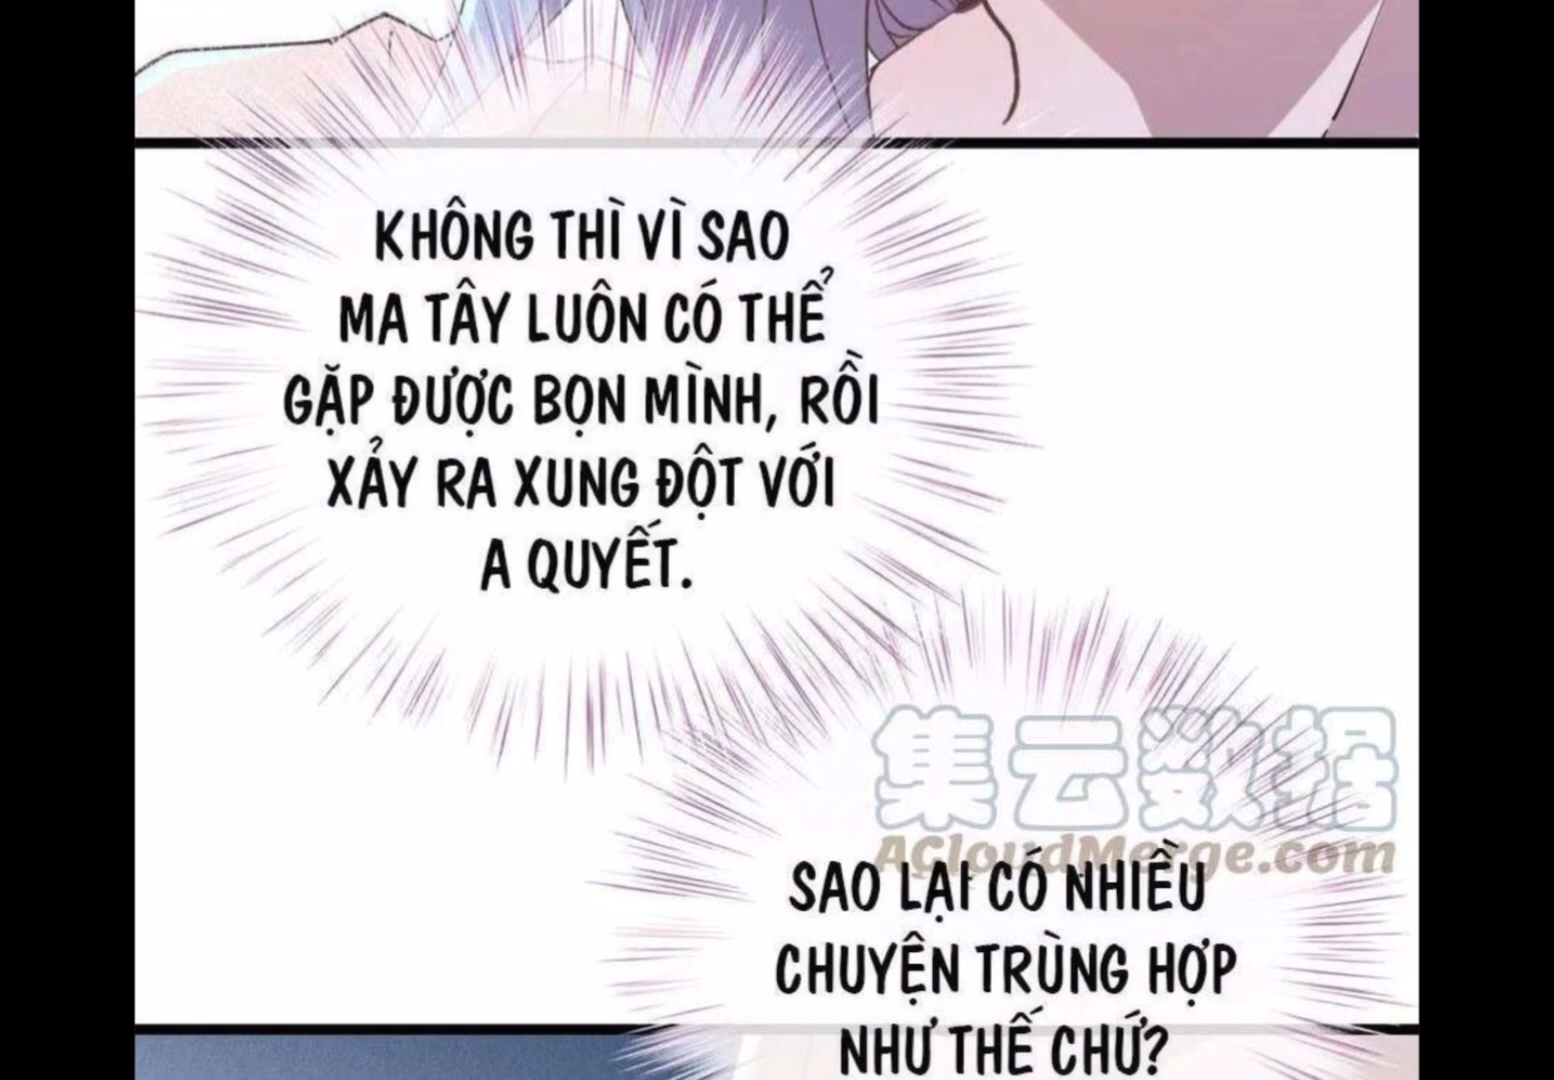 KHÔNG THÌ VÌ SAO
MA TÂY LUÔN CÓ THỂ
GẶP ĐƯỢC BỌN MÌNH, RỒI
XẢY RA XUNG ĐỘT VỚI
A QUYẾT.
集云数据
ACloudMerge.com
SAO LẠI CÓ NHIỀU
CHUYỆN TRÙNG HỢP
NHƯ THẾ CHỨ?